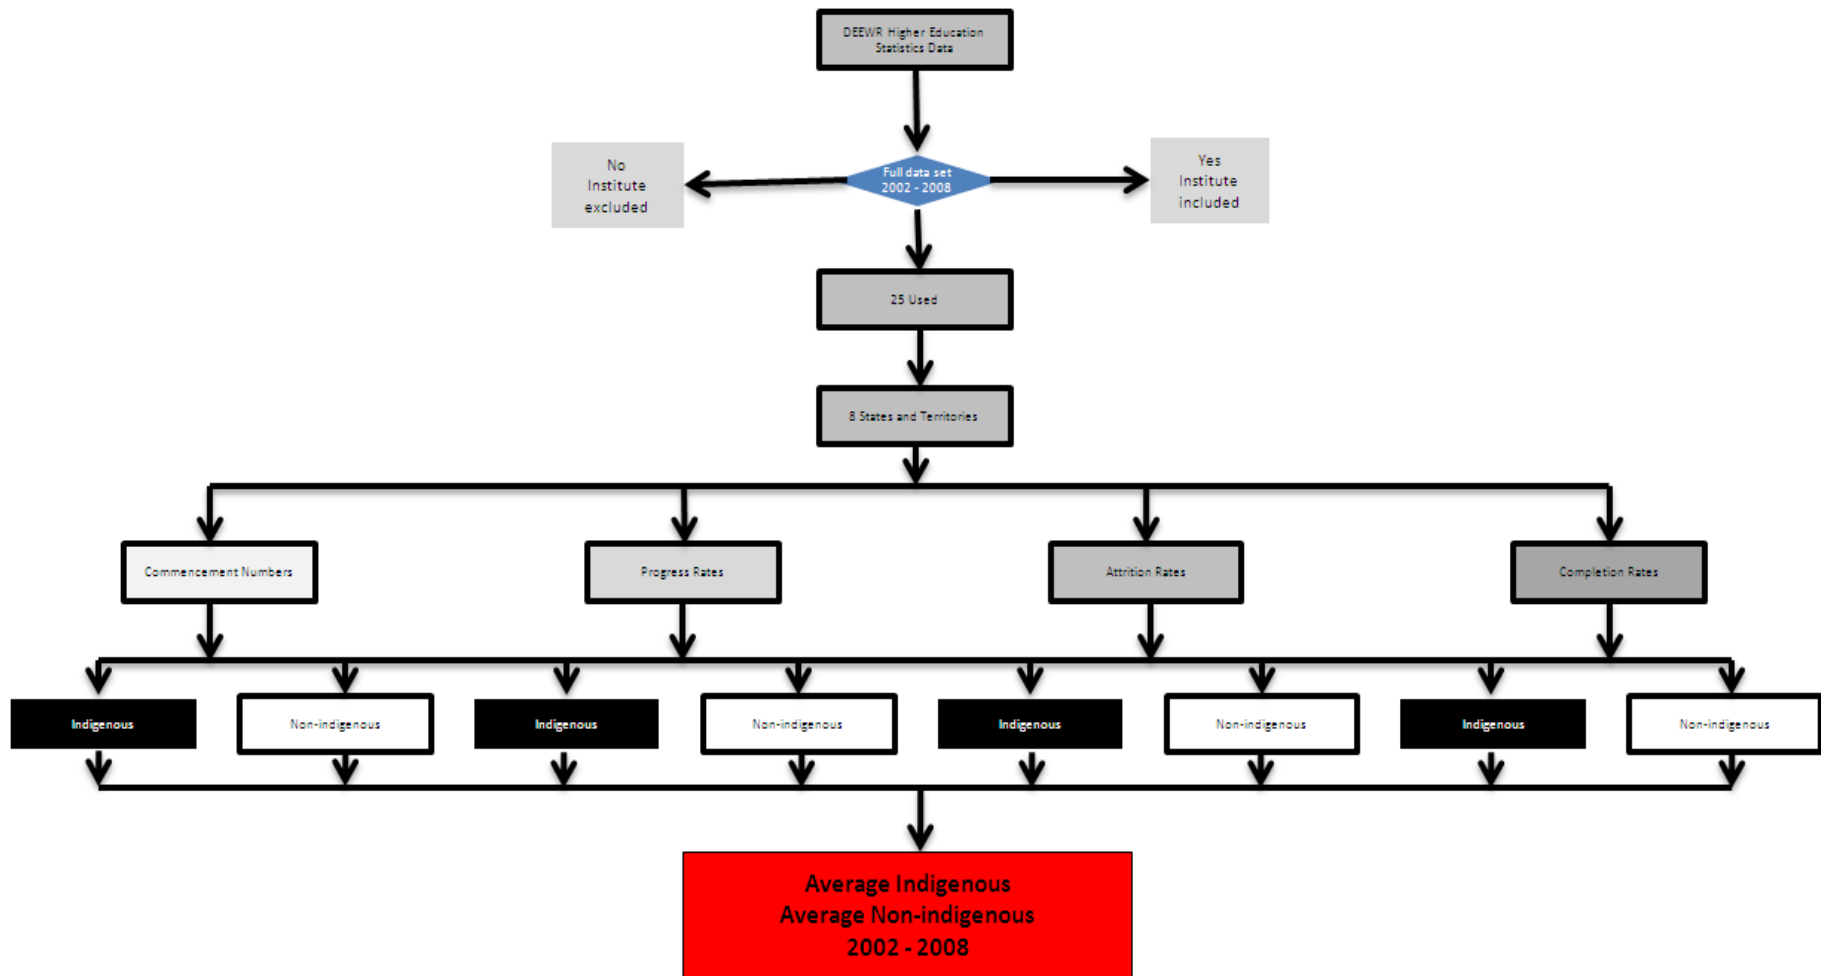 DEEWR Higher Education
Statistics Data
No
Institute
excluded
Full data set
2002 - 2008
Yes
Institute
included
25 Used
8 States and Territories
Commencement Numbers
Progress Rates
Attrition Rates
Completion Rates
Indigenous
Non-indigenous
Indigenous
Non-indigenous
Indigenous
Non-indigenous
Indigenous
Non-indigenous
Average Indigenous
Average Non-indigenous
2002 - 2008